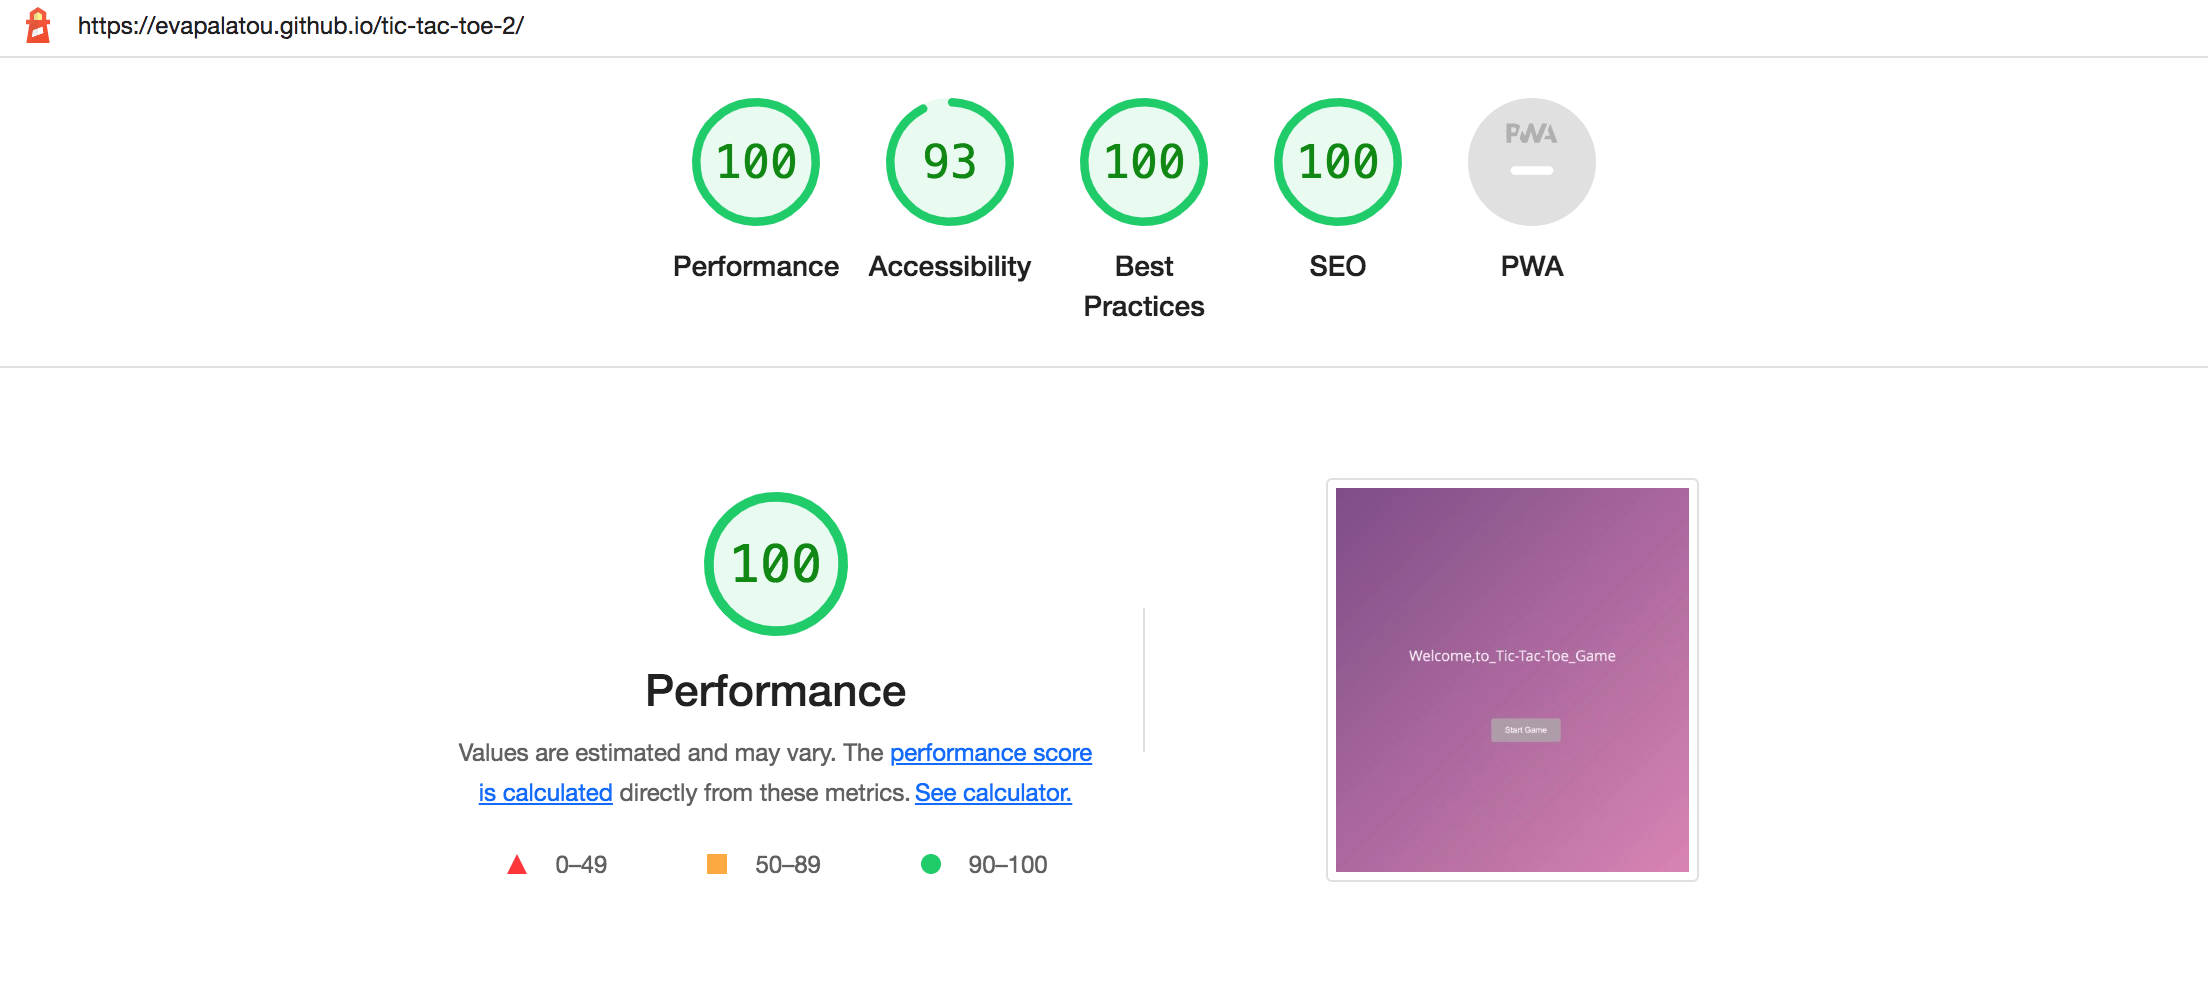 https://evapalatou.github.io/tic-tac-toe-2/
100 93 100 100 PWA
Performance Accessibility Best Practices SEO PWA
100
Performance
Values are estimated and may vary. The performance score
is calculated directly from these metrics. See calculator.
0–49 50–89 90–100
Welcome,to_Tic-Tac-Toe_Game
Start Game